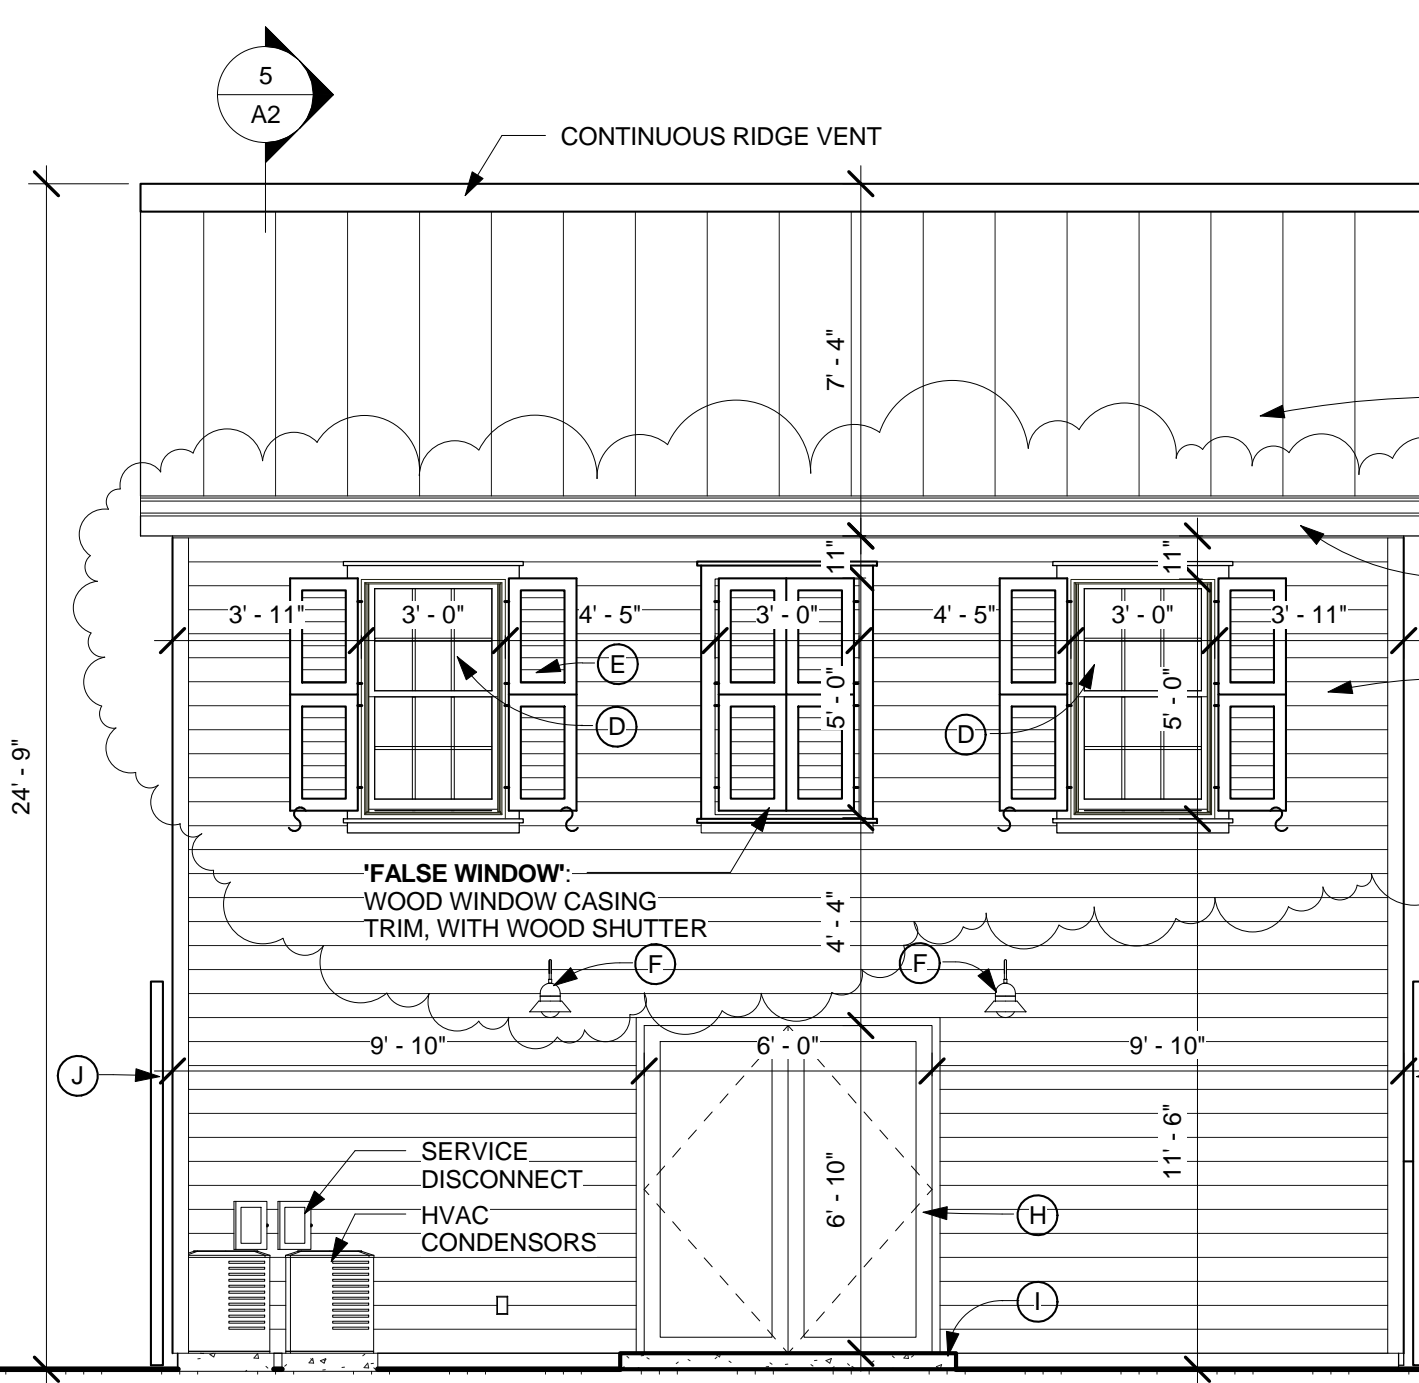 5
A2
CONTINUOUS RIDGE VENT
7' - 4"
11"
11"
3' - 11"
3' - 0"
4' - 5"
3' - 0"
4' - 5"
3' - 0"
3' - 11"
E
D
D
5' - 0"
5' - 0"
24' - 9"
'FALSE WINDOW':
WOOD WINDOW CASING
TRIM, WITH WOOD SHUTTER
4' - 4"
F
F
9' - 10"
6' - 0"
9' - 10"
J
SERVICE
DISCONNECT
HVAC
CONDENSORS
6' - 10"
11' - 6"
H
I